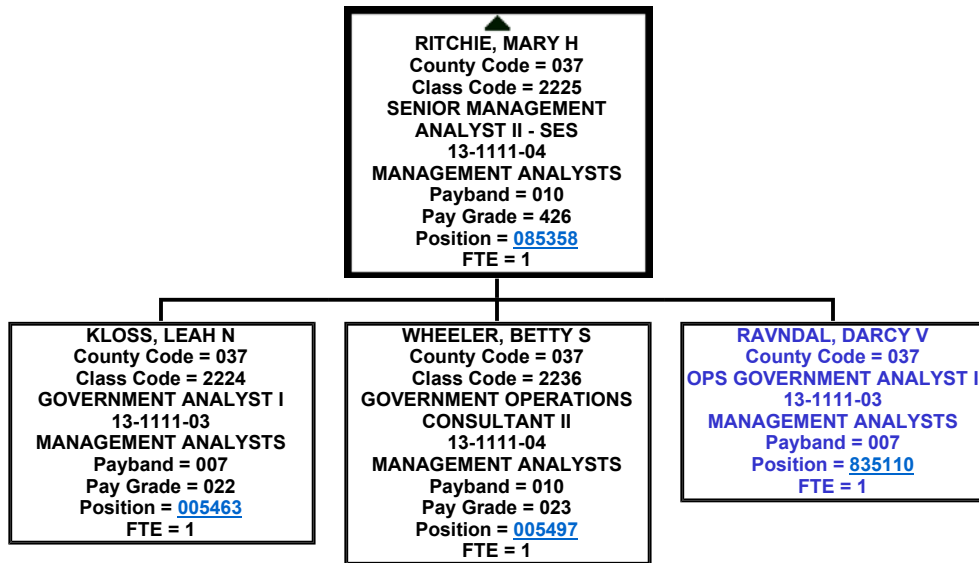 RITCHIE, MARY H
County Code = 037
Class Code = 2225
SENIOR MANAGEMENT
ANALYST II - SES
13-1111-04
MANAGEMENT ANALYSTS
Payband = 010
Pay Grade = 426
Position = 085358
FTE = 1
KLOSS, LEAH N
County Code = 037
Class Code = 2224
GOVERNMENT ANALYST I
13-1111-03
MANAGEMENT ANALYSTS
Payband = 007
Pay Grade = 022
Position = 005463
FTE = 1
WHEELER, BETTY S
County Code = 037
Class Code = 2236
GOVERNMENT OPERATIONS
CONSULTANT II
13-1111-04
MANAGEMENT ANALYSTS
Payband = 010
Pay Grade = 023
Position = 005497
FTE = 1
RAVNDAL, DARCY V
County Code = 037
OPS GOVERNMENT ANALYST I
13-1111-03
MANAGEMENT ANALYSTS
Payband = 007
Position = 835110
FTE = 1